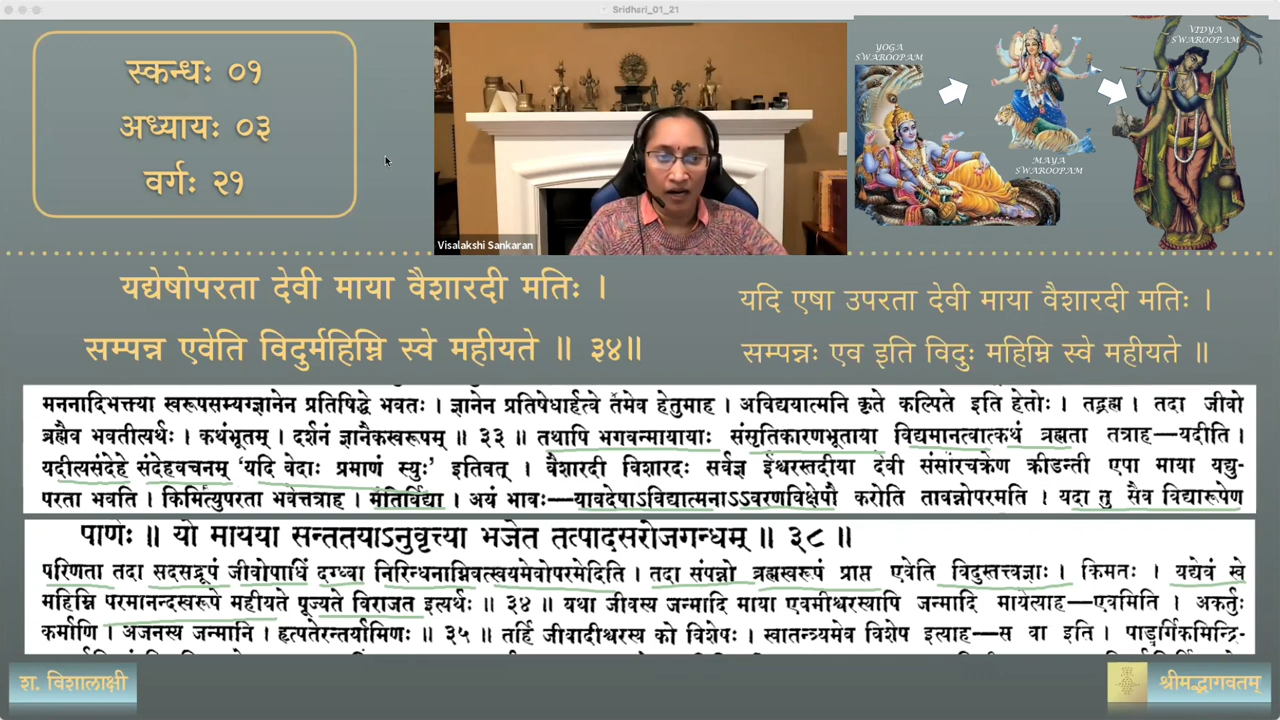 Sridhari_01_21
स्कन्धः ०१
अध्यायः ०३
वर्गः २१
Visalakshi Sankaran
YOGA
SWAROOPAM
MAYA
SWAROOPAM
VIDYA
SWAROOPAM
यद्येषोपरता देवी माया वैशारदी मतिः ।
सम्पन्न एवेति विदुर्महिम्नि स्वे महीयते ॥ ३४॥
यदि एषा उपरता देवी माया वैशारदी मतिः ।
सम्पन्नः एव इति विदुः महिम्नि स्वे महीयते ॥
मननादिभक्तया स्वरूपसम्यग्ज्ञानेन प्रतिषिद्धे भवतः । ज्ञानेन प्रतिषेधार्हत्वे तमेव हेतुमाह । अविद्ययात्मनि कृते कल्पिते इति हेतोः । तद्ब्रह्म । तदा जीवो
ब्रह्मैव भवतीत्यर्थः । कथंभूतम् । दर्शनं ज्ञानैकस्वरूपम् ॥ ३३ ॥ तथापि भगवन्मायायाः संसृतिकारणभूताया विद्यमानत्वात्कथं ब्रह्मता तत्राह—यदीति ।
यदीत्यसंदेहे संदेहवचनम् ‘यदि वेदाः प्रमाणं स्युः’ इतिवत् । वैशारदी विशारदः सर्वज्ञ ईश्वरस्तदीया देवी संसारचक्रेण क्रीडन्ती एषा माया यद्यु-
परता भवति । किमित्युपरता भवेत्तत्राह । मतिर्विद्या । अयं भावः—यावदेषाऽविद्यात्मनाऽऽवरणविक्षेपौ करोति तावन्नोपरमति । यदा तु सैव विद्यारूपेण
पाणेः ॥ यो मायया सन्ततयाऽनुवृत्त्या भजेत तत्पादसरोजगन्धम् ॥ ३८ ॥
परिणता तदा सदसद्रूपं जीवोपाधिं दग्ध्वा निरिन्धनाग्निवत्स्वयमेवोपरमेदिति । तदा संपन्नो ब्रह्मस्वरूपं प्राप्त एवेति विदुस्तत्त्वज्ञाः । किमतः । यद्येवं स्वे
महिम्नि परमानन्दस्वरूपे महीयते पूज्यते विराजत इत्यर्थः ॥ ३४ ॥ यथा जीवस्य जन्मादि माया एवमीश्वरस्यापि जन्मादि मायेत्याह—एवमिति । अकर्तुः
कर्माणि । अजनस्य जन्मानि । हृत्पतेरन्तर्यामिणः ॥ ३५ ॥ तर्हि जीवादीश्वरस्य को विशेषः । स्वातन्त्र्यमेव विशेष इत्याह—स वा इति । षाड्वर्गिकमिन्द्रि-
श. विशालाक्षी
श्रीमद्भागवतम्